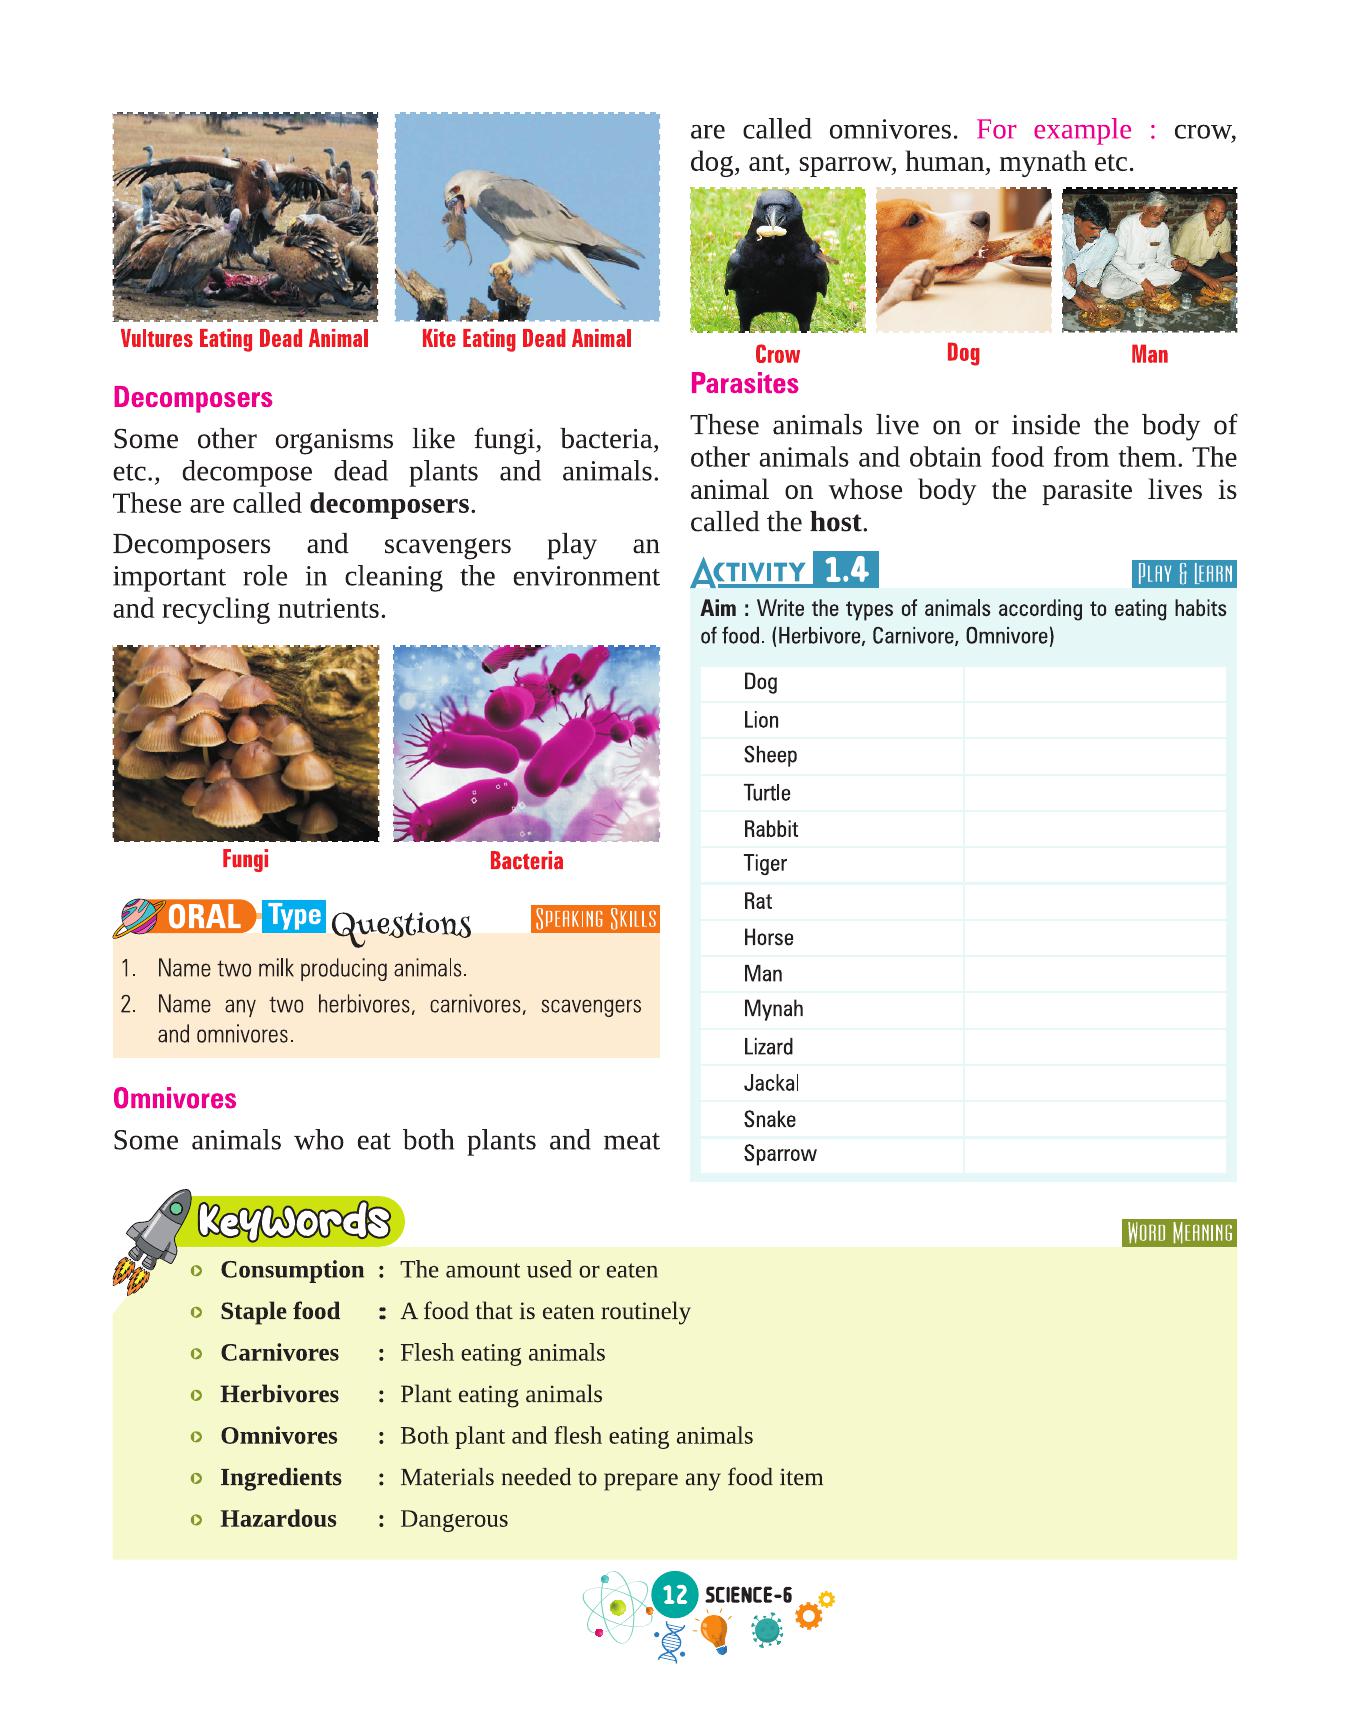 Vultures Eating Dead Animal
Kite Eating Dead Animal
Decomposers
Some other organisms like fungi, bacteria,
etc., decompose dead plants and animals.
These are called decomposers.
Decomposers and scavengers play an
important role in cleaning the environment
and recycling nutrients.
Fungi
Bacteria
ORAL Type Questions
SPEAKING SKILLS
1. Name two milk producing animals.
2. Name any two herbivores, carnivores, scavengers
and omnivores.
Omnivores
Some animals who eat both plants and meat
are called omnivores. For example : crow,
dog, ant, sparrow, human, mynath etc.
Crow
Dog
Man
Parasites
These animals live on or inside the body of
other animals and obtain food from them. The
animal on whose body the parasite lives is
called the host.
ACTIVITY 1.4
PLAY & LEARN
Aim : Write the types of animals according to eating habits
of food. (Herbivore, Carnivore, Omnivore)
Dog
Lion
Sheep
Turtle
Rabbit
Tiger
Rat
Horse
Man
Mynah
Lizard
Jackal
Snake
Sparrow
Keywords
WORD MEANING
Consumption : The amount used or eaten
Staple food : A food that is eaten routinely
Carnivores : Flesh eating animals
Herbivores : Plant eating animals
Omnivores : Both plant and flesh eating animals
Ingredients : Materials needed to prepare any food item
Hazardous : Dangerous
12 SCIENCE-6